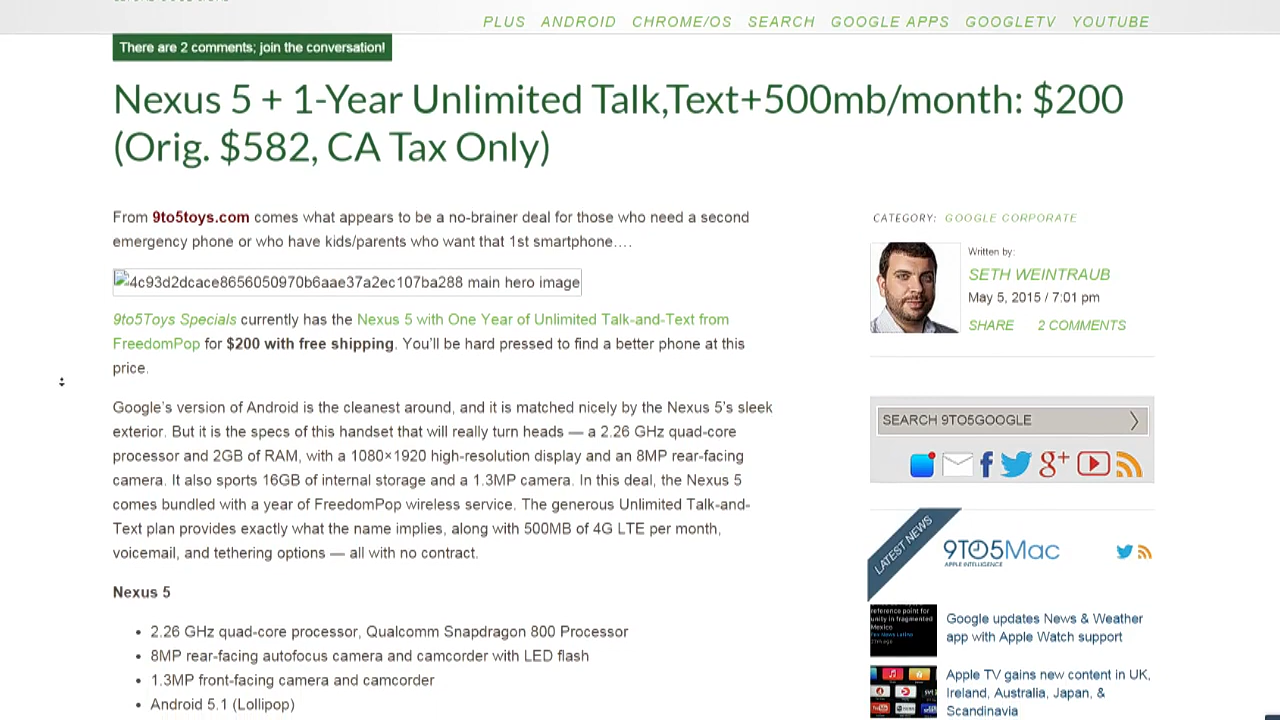 PLUS ANDROID CHROME/OS SEARCH GOOGLE APPS GOOGLETV YOUTUBE
There are 2 comments; join the conversation!
Nexus 5 + 1-Year Unlimited Talk,Text+500mb/month: $200
(Orig. $582, CA Tax Only)
From 9to5toys.com comes what appears to be a no-brainer deal for those who need a second
emergency phone or who have kids/parents who want that 1st smartphone….
4c93d2dcace8656050970b6aae37a2ec107ba288 main hero image
9to5Toys Specials currently has the Nexus 5 with One Year of Unlimited Talk-and-Text from
FreedomPop for $200 with free shipping. You'll be hard pressed to find a better phone at this
price.
Google's version of Android is the cleanest around, and it is matched nicely by the Nexus 5's sleek
exterior. But it is the specs of this handset that will really turn heads — a 2.26 GHz quad-core
processor and 2GB of RAM, with a 1080×1920 high-resolution display and an 8MP rear-facing
camera. It also sports 16GB of internal storage and a 1.3MP camera. In this deal, the Nexus 5
comes bundled with a year of FreedomPop wireless service. The generous Unlimited Talk-and-
Text plan provides exactly what the name implies, along with 500MB of 4G LTE per month,
voicemail, and tethering options — all with no contract.
Nexus 5
• 2.26 GHz quad-core processor, Qualcomm Snapdragon 800 Processor
• 8MP rear-facing autofocus camera and camcorder with LED flash
• 1.3MP front facing camera and camcorder
• Android 5.1 (Lollipop)
CATEGORY: GOOGLE CORPORATE
Written by:
SETH WEINTRAUB
May 5, 2015 / 7:01 pm
SHARE 2 COMMENTS
SEARCH 9TO5GOOGLE
LATEST NEWS
9TO5Mac
APPLE INTELLIGENCE
reference point for
unity in fragmented
Mexico
Fox News Latino
Google updates News & Weather
app with Apple Watch support
Apple TV gains new content in UK,
Ireland, Australia, Japan, &
Scandinavia